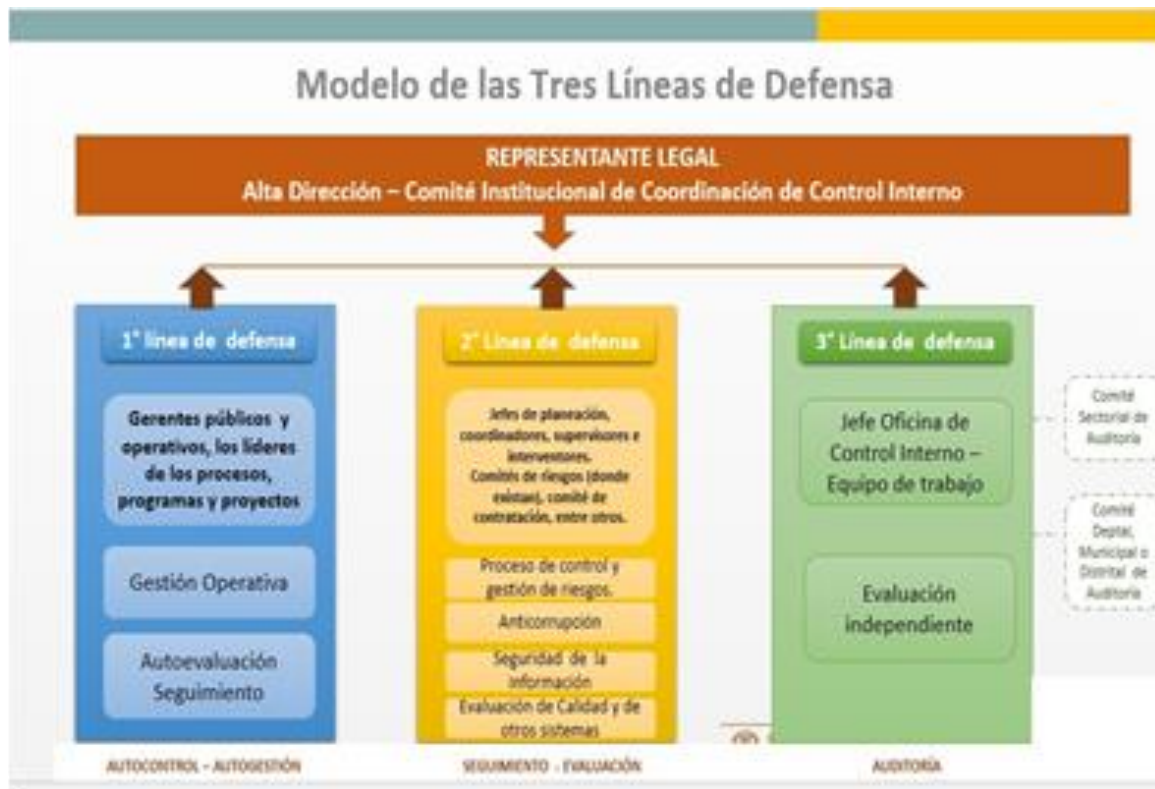 Modelo de las Tres Líneas de Defensa
REPRESENTANTE LEGAL
Alta Dirección – Comité Institucional de Coordinación de Control Interno
1° línea de defensa
Gerentes públicos y
operativos, los líderes
de los procesos,
programas y proyectos
Gestión Operativa
Autoevaluación
Seguimiento
AUTOCONTROL – AUTOGESTIÓN
2° Línea de defensa
Jefes de planeación,
coordinadores, supervisores e
interventores.
Comités de riesgos (donde
existan), comité de
contratación, entre otros.
Proceso de control y
gestión de riesgos.
Anticorrupción
Seguridad de la
información
Evaluación de Calidad y de
otros sistemas
SEGUIMIENTO - EVALUACIÓN
3° Línea de defensa
Jefe Oficina de
Control Interno –
Equipo de trabajo
Evaluación
independiente
AUDITORÍA
Comité
Sectorial de
Auditoría
Comité
Deptal,
Municipal o
Distrital de
Auditoría